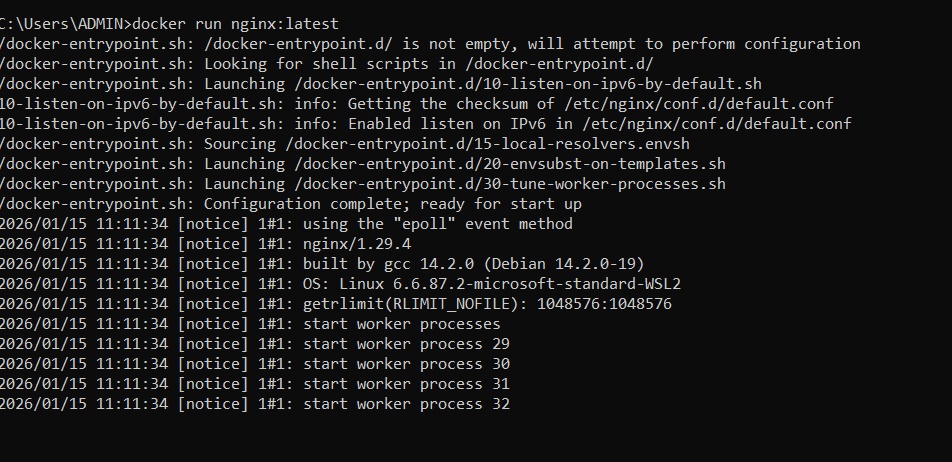 C:\Users\ADMIN>docker run nginx:latest
/docker-entrypoint.sh: /docker-entrypoint.d/ is not empty, will attempt to perform configuration
/docker-entrypoint.sh: Looking for shell scripts in /docker-entrypoint.d/
/docker-entrypoint.sh: Launching /docker-entrypoint.d/10-listen-on-ipv6-by-default.sh
10-listen-on-ipv6-by-default.sh: info: Getting the checksum of /etc/nginx/conf.d/default.conf
10-listen-on-ipv6-by-default.sh: info: Enabled listen on IPv6 in /etc/nginx/conf.d/default.conf
/docker-entrypoint.sh: Sourcing /docker-entrypoint.d/15-local-resolvers.envsh
/docker-entrypoint.sh: Launching /docker-entrypoint.d/20-envsubst-on-templates.sh
/docker-entrypoint.sh: Launching /docker-entrypoint.d/30-tune-worker-processes.sh
/docker-entrypoint.sh: Configuration complete; ready for start up
2026/01/15 11:11:34 [notice] 1#1: using the "epoll" event method
2026/01/15 11:11:34 [notice] 1#1: nginx/1.29.4
2026/01/15 11:11:34 [notice] 1#1: built by gcc 14.2.0 (Debian 14.2.0-19)
2026/01/15 11:11:34 [notice] 1#1: OS: Linux 6.6.87.2-microsoft-standard-WSL2
2026/01/15 11:11:34 [notice] 1#1: getrlimit(RLIMIT_NOFILE): 1048576:1048576
2026/01/15 11:11:34 [notice] 1#1: start worker processes
2026/01/15 11:11:34 [notice] 1#1: start worker process 29
2026/01/15 11:11:34 [notice] 1#1: start worker process 30
2026/01/15 11:11:34 [notice] 1#1: start worker process 31
2026/01/15 11:11:34 [notice] 1#1: start worker process 32